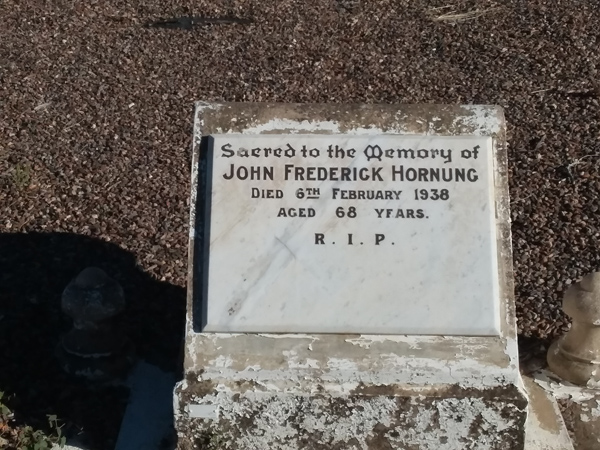 Sacred to the Memory of
JOHN FREDERICK HORNUNG
DIED 6TH FEBRUARY 1938
AGED 68 YEARS.
R. I. P.